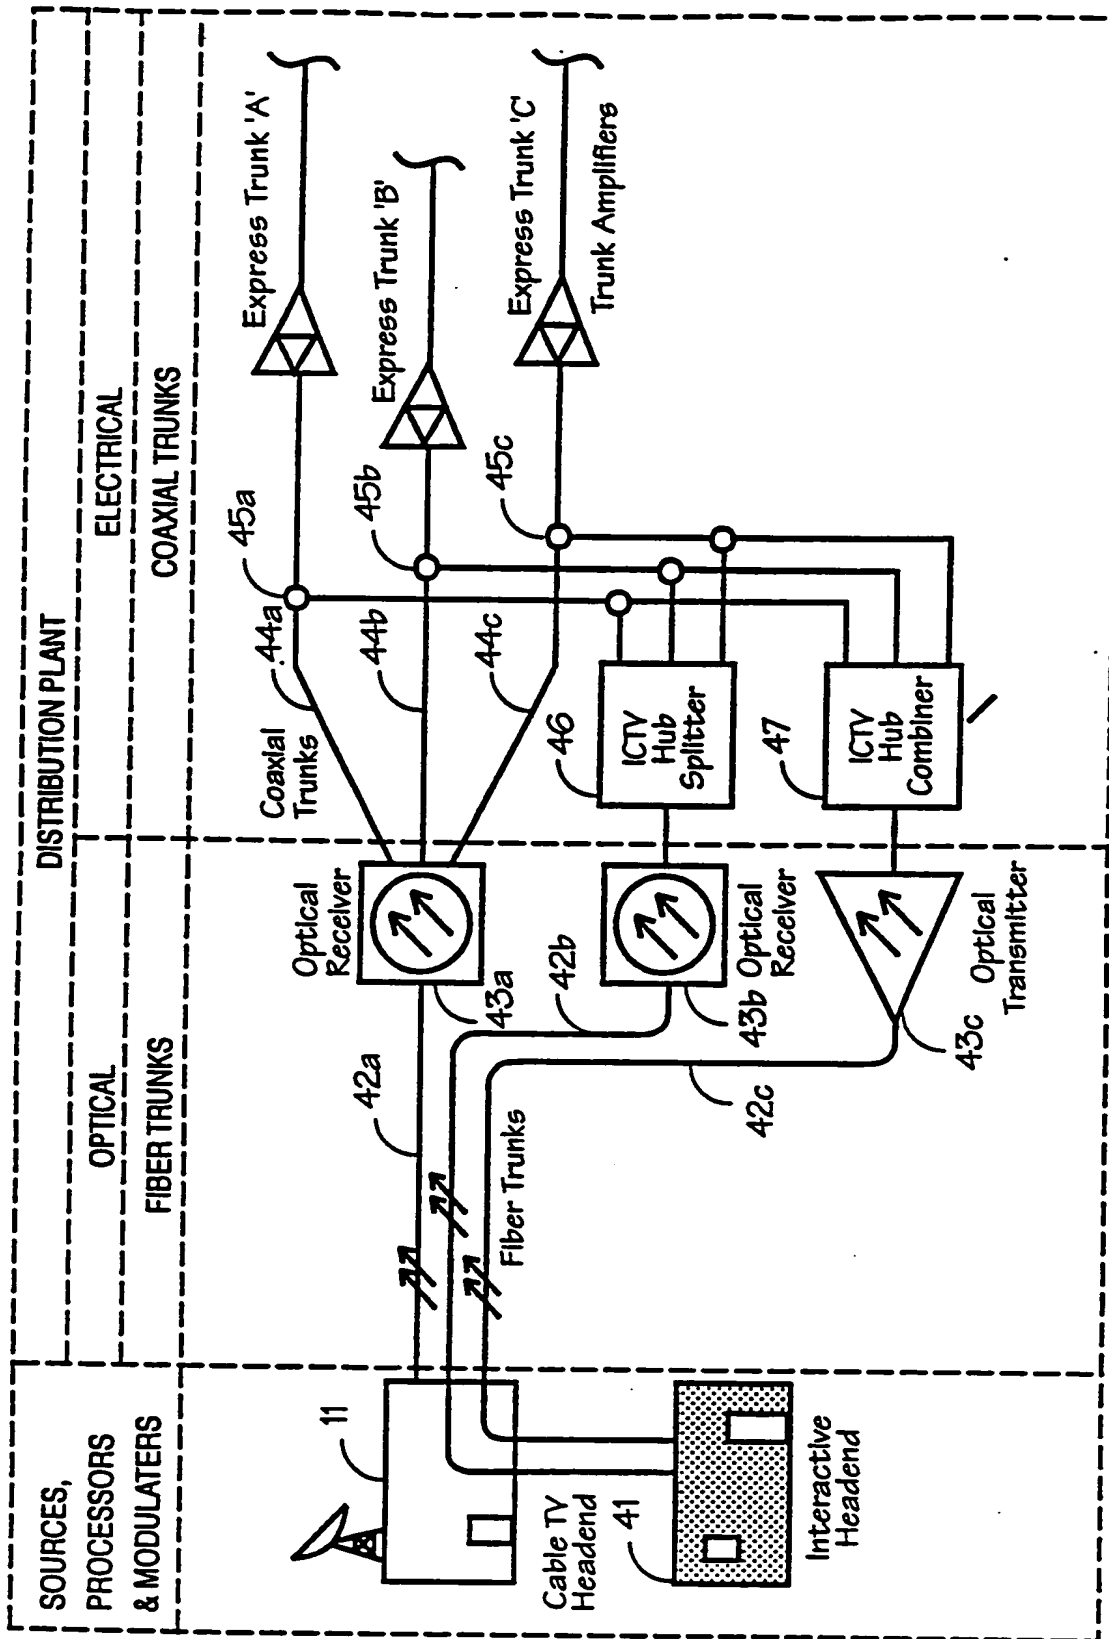 DISTRIBUTION PLANT
SOURCES,
PROCESSORS
& MODULATERS
OPTICAL
ELECTRICAL
FIBER TRUNKS
COAXIAL TRUNKS
11
Cable TV
Headend
41
Interactive
Headend
42a
42b
42c
Fiber Trunks
Optical
Receiver
43a
43b
Optical
Receiver
43c
Optical
Transmitter
Coaxial
Trunks
44a
44b
44c
45a
45b
45c
46
ICTV
Hub
Splitter
47
ICTV
Hub
Combiner
Express Trunk 'A'
Express Trunk 'B'
Express Trunk 'C'
Trunk Amplifiers